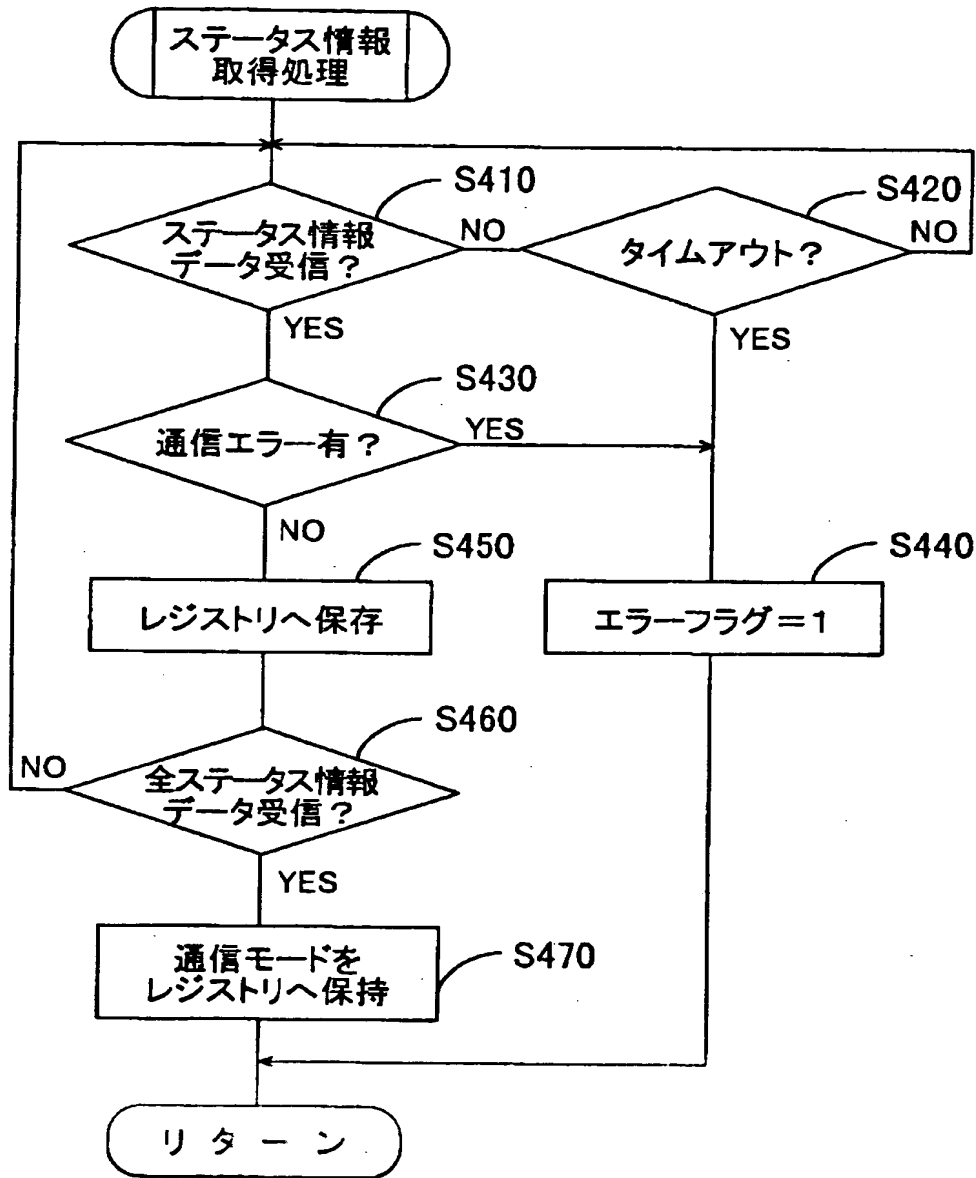 ステータス情報
取得処理
S410
ステータス情報
データ受信？
NO
S420
タイムアウト？
NO
YES
YES
S430
通信エラー有？
YES
NO
S450
レジストリへ保存
S440
エラーフラグ＝1
S460
全ステータス情報
データ受信？
NO
YES
通信モードを
レジストリへ保持
S470
リターン